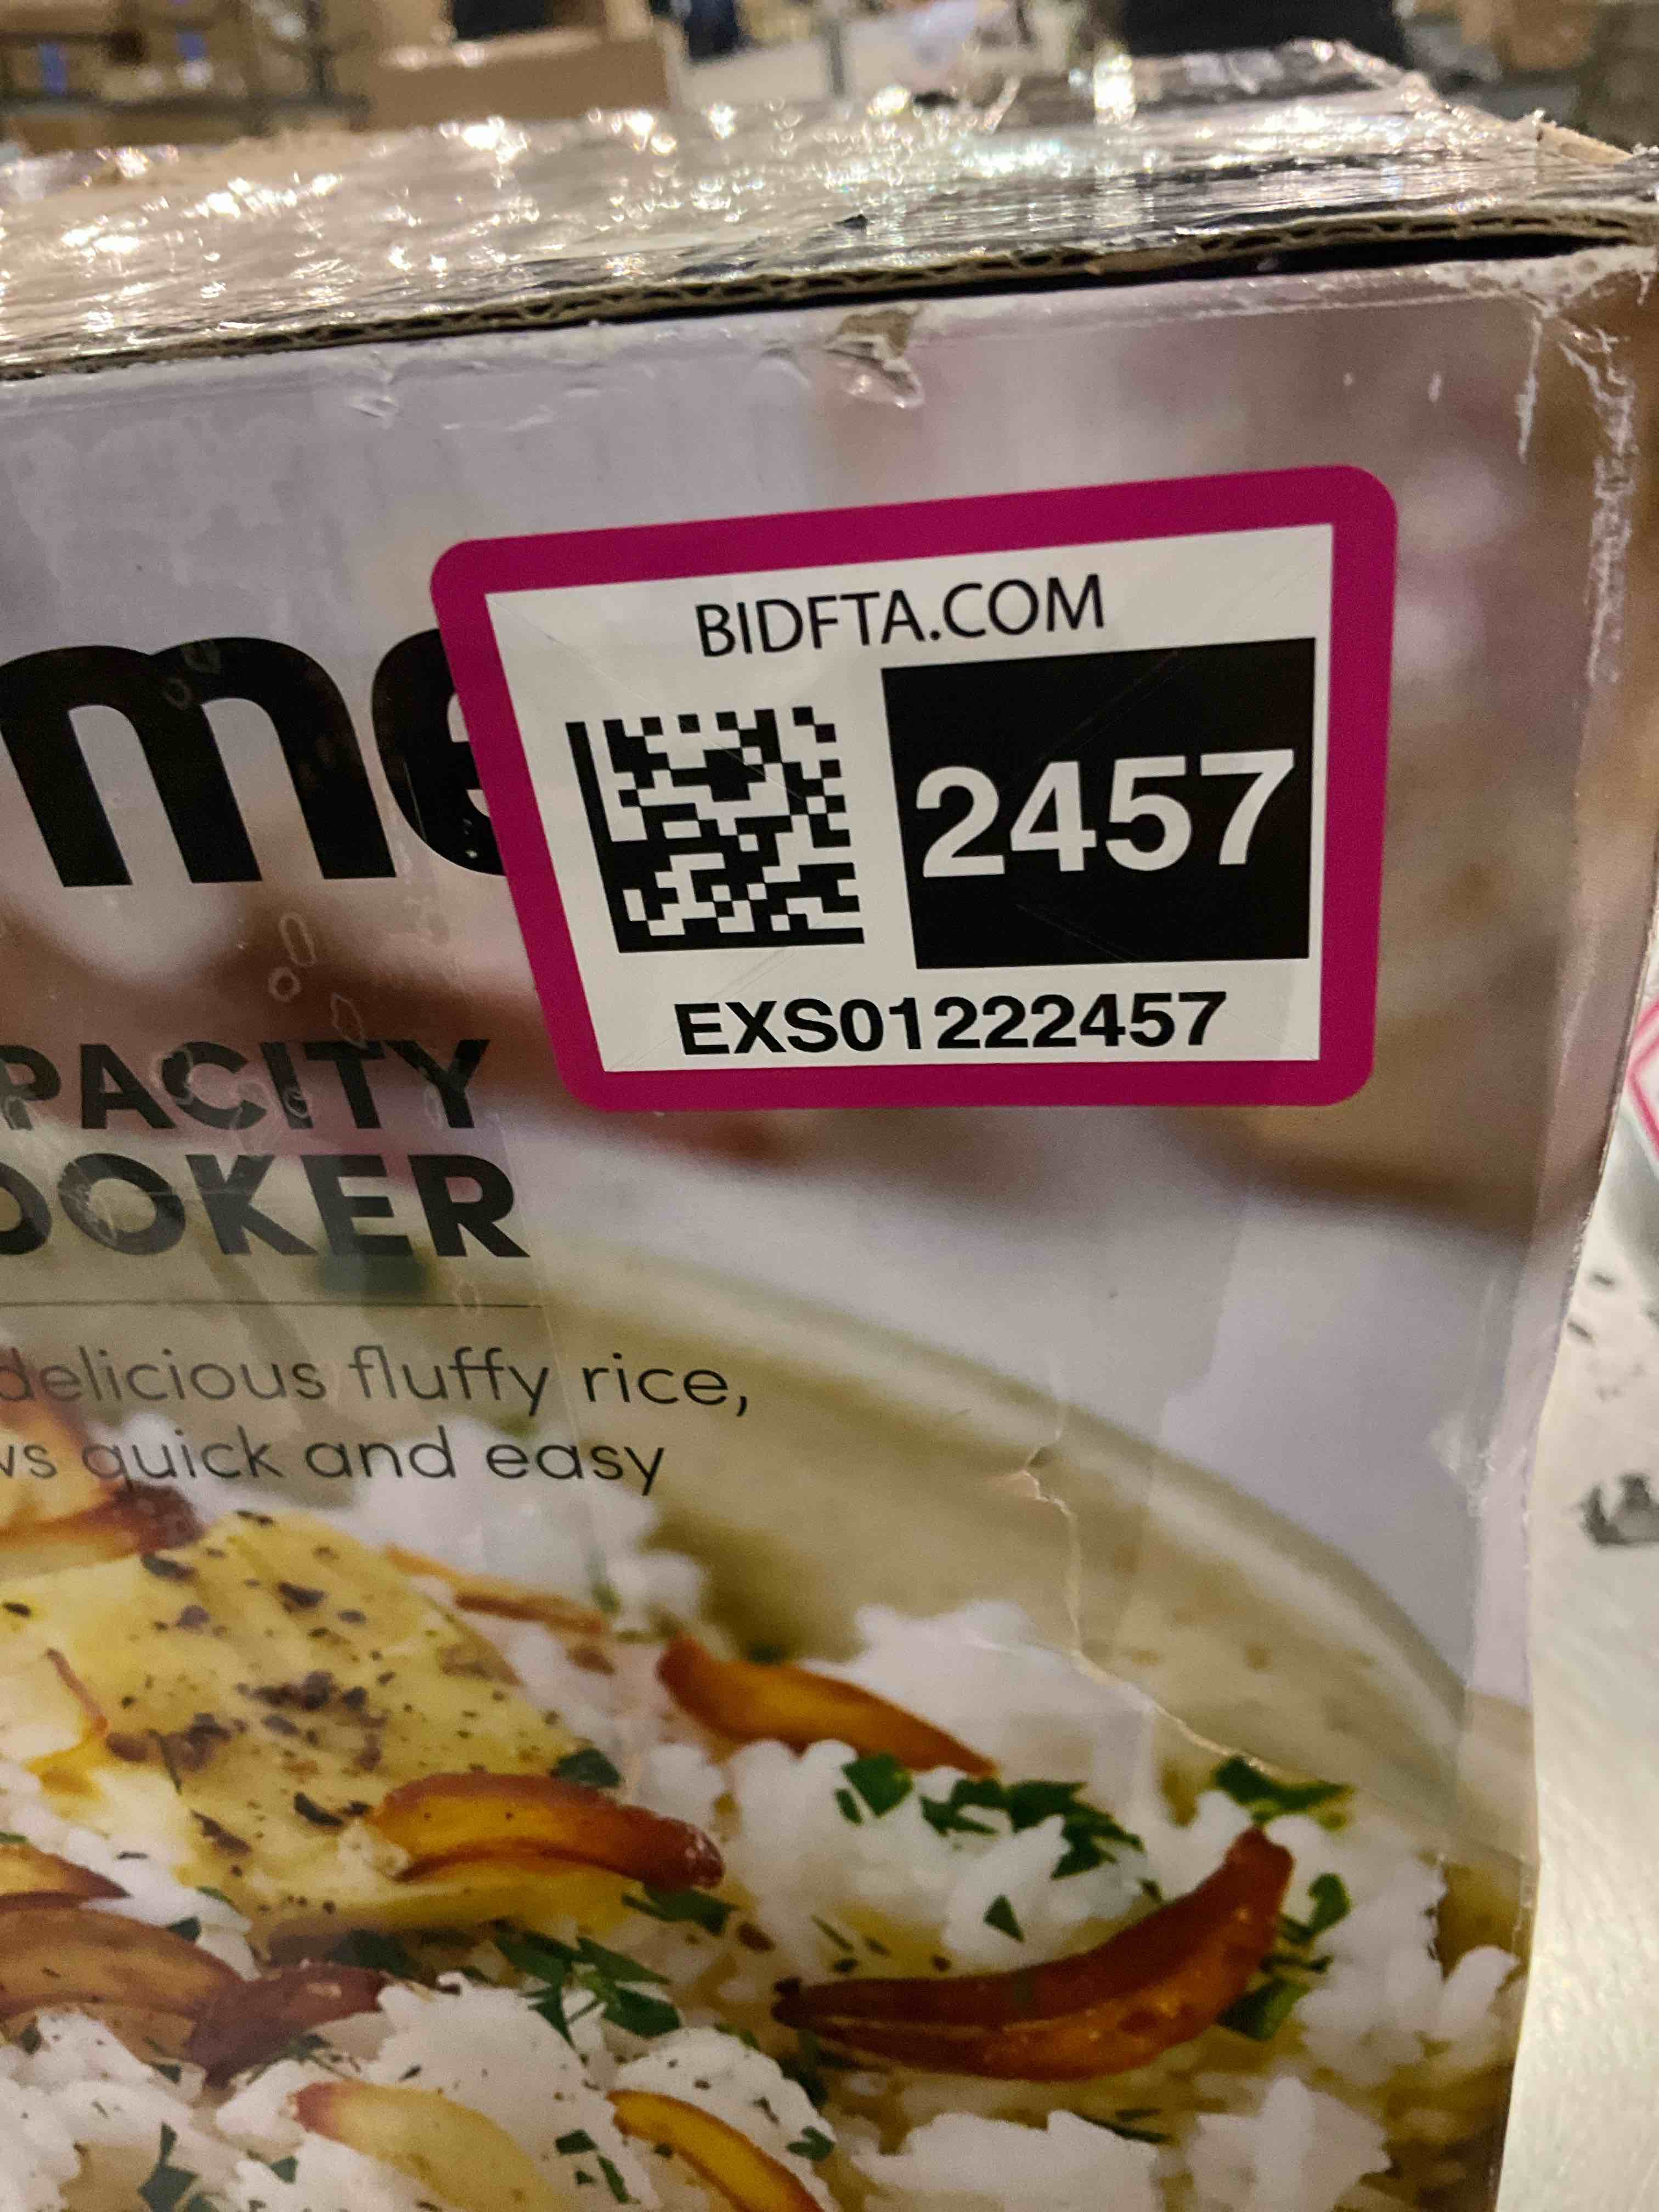 BIDFTA.COM
2457
EXS01222457
me
PACITY
OOKER
delicious fluffy rice,
ws quick and easy